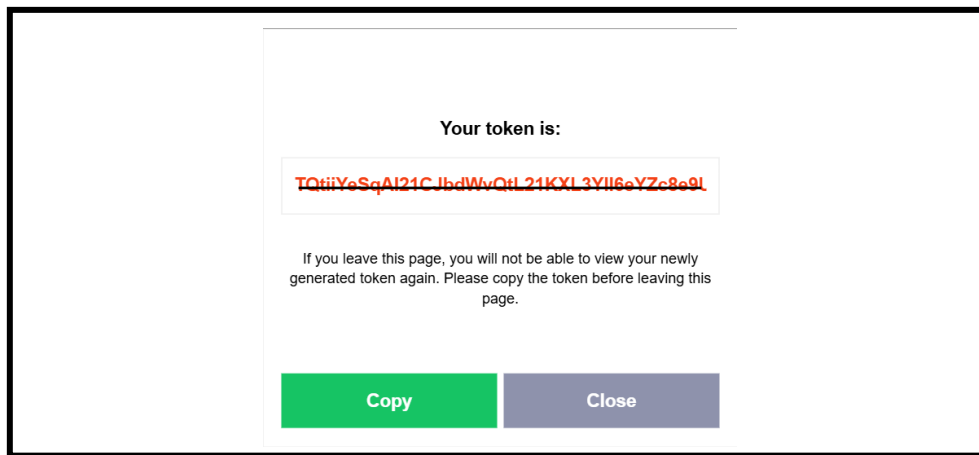 Your token is:
If you leave this page, you will not be able to view your newly
generated token again. Please copy the token before leaving this
page.
Copy
Close